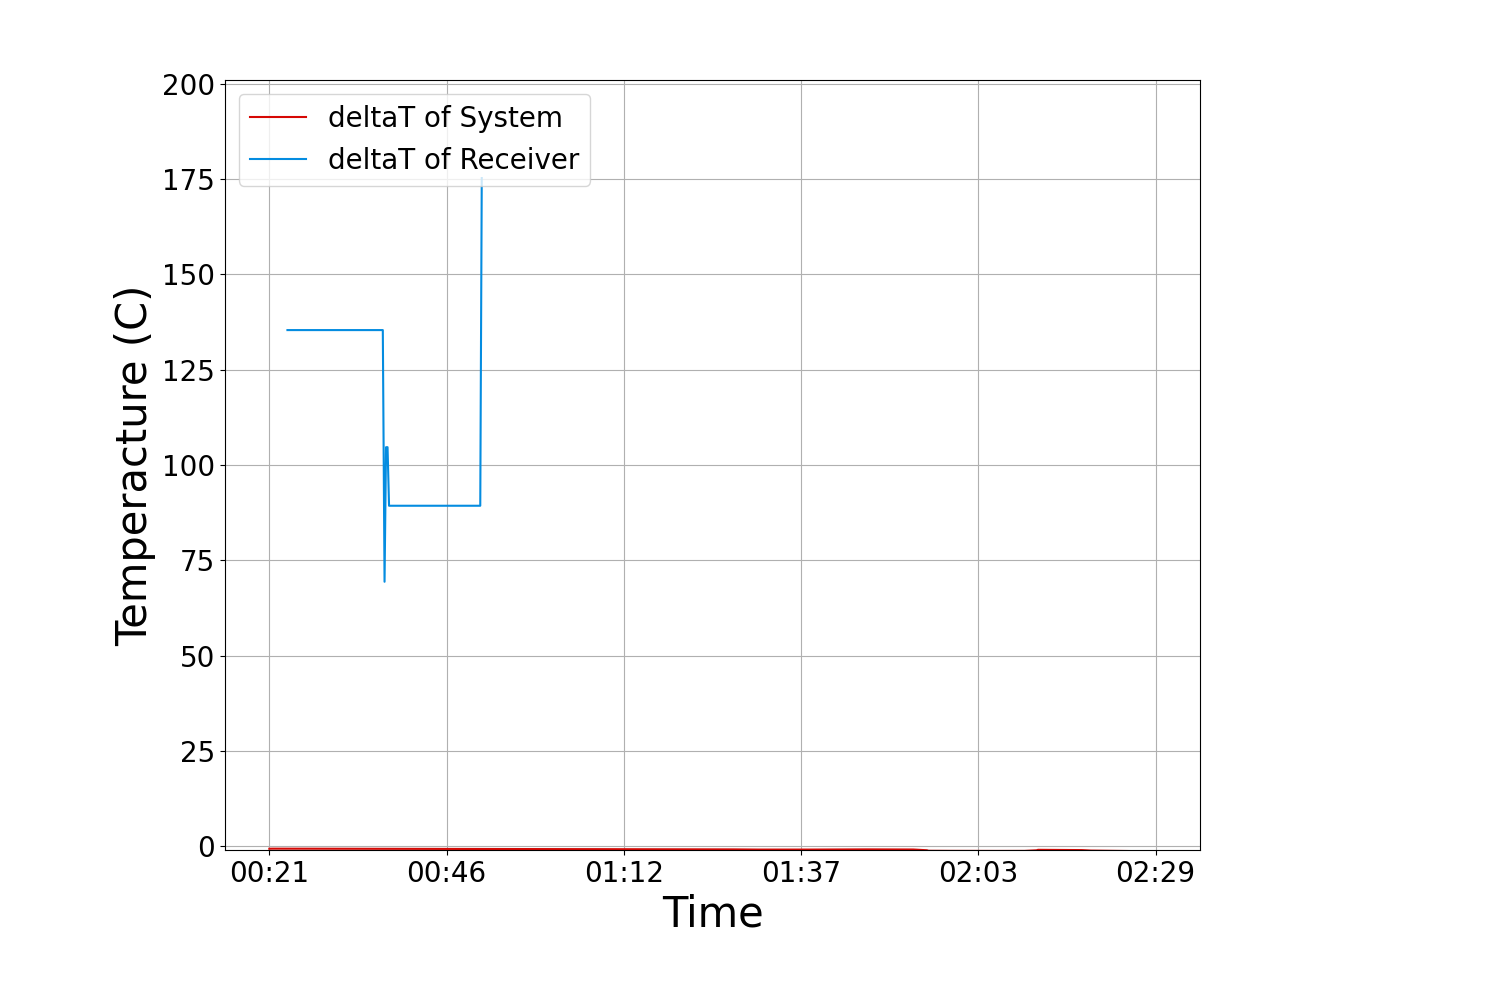 200
deltaT of System
deltaT of Receiver
175
150
125
100
75
50
25
0
Temperacture (C)
00:21 00:46 01:12 01:37 02:03 02:29
Time